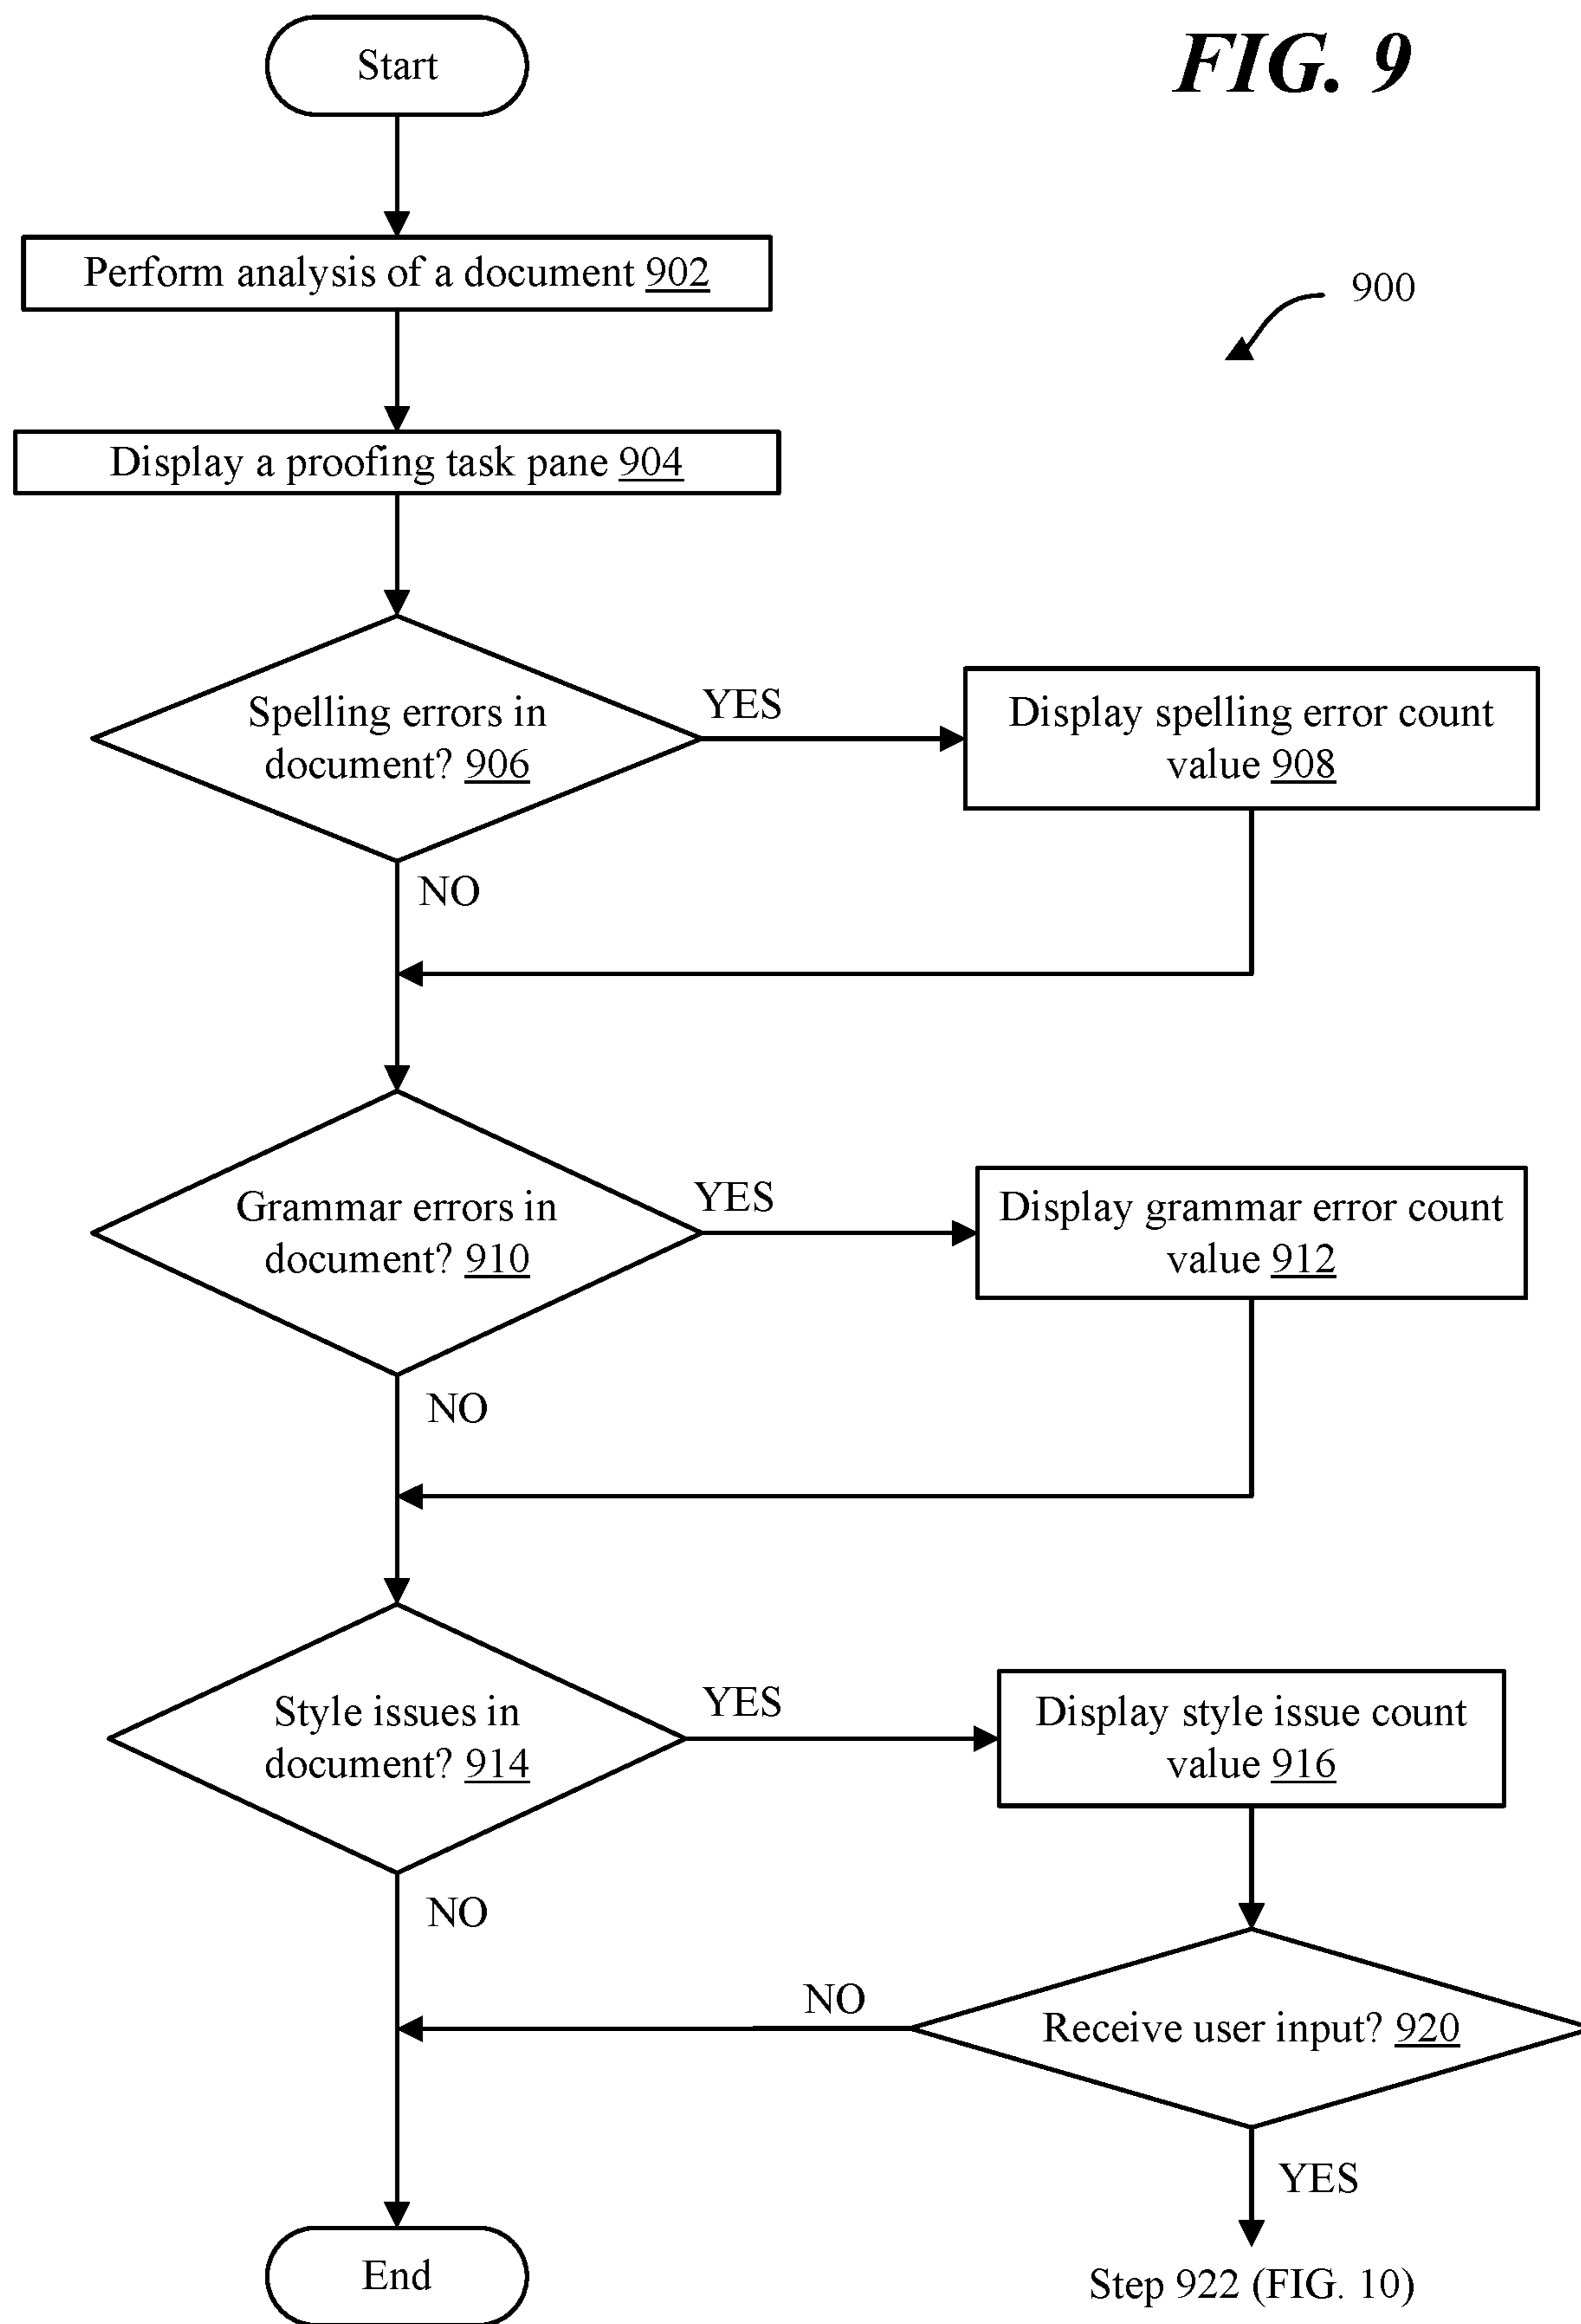 FIG. 9
Start
Perform analysis of a document 902
900
Display a proofing task pane 904
Spelling errors in
document? 906
YES
Display spelling error count
value 908
NO
Grammar errors in
document? 910
YES
Display grammar error count
value 912
NO
Style issues in
document? 914
YES
Display style issue count
value 916
NO
NO
Receive user input? 920
YES
End
Step 922 (FIG. 10)